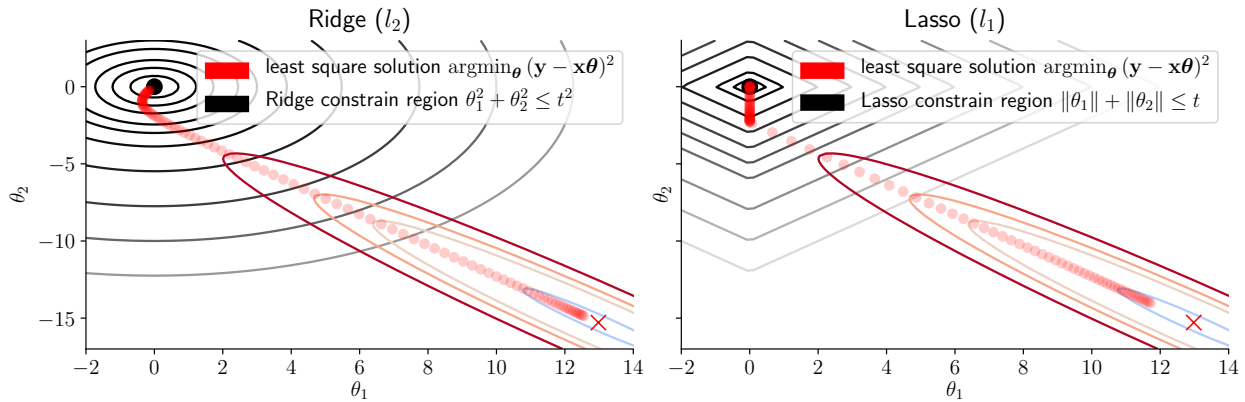 Ridge (l₂)
least square solution argmin_θ (y − xθ)²
Ridge constrain region θ₁² + θ₂² ≤ t²
θ₂
0
−5
−10
−15
−2 0 2 4 6 8 10 12 14
θ₁
Lasso (l₁)
least square solution argmin_θ (y − xθ)²
Lasso constrain region ‖θ₁‖ + ‖θ₂‖ ≤ t
θ₂
−2 0 2 4 6 8 10 12 14
θ₁